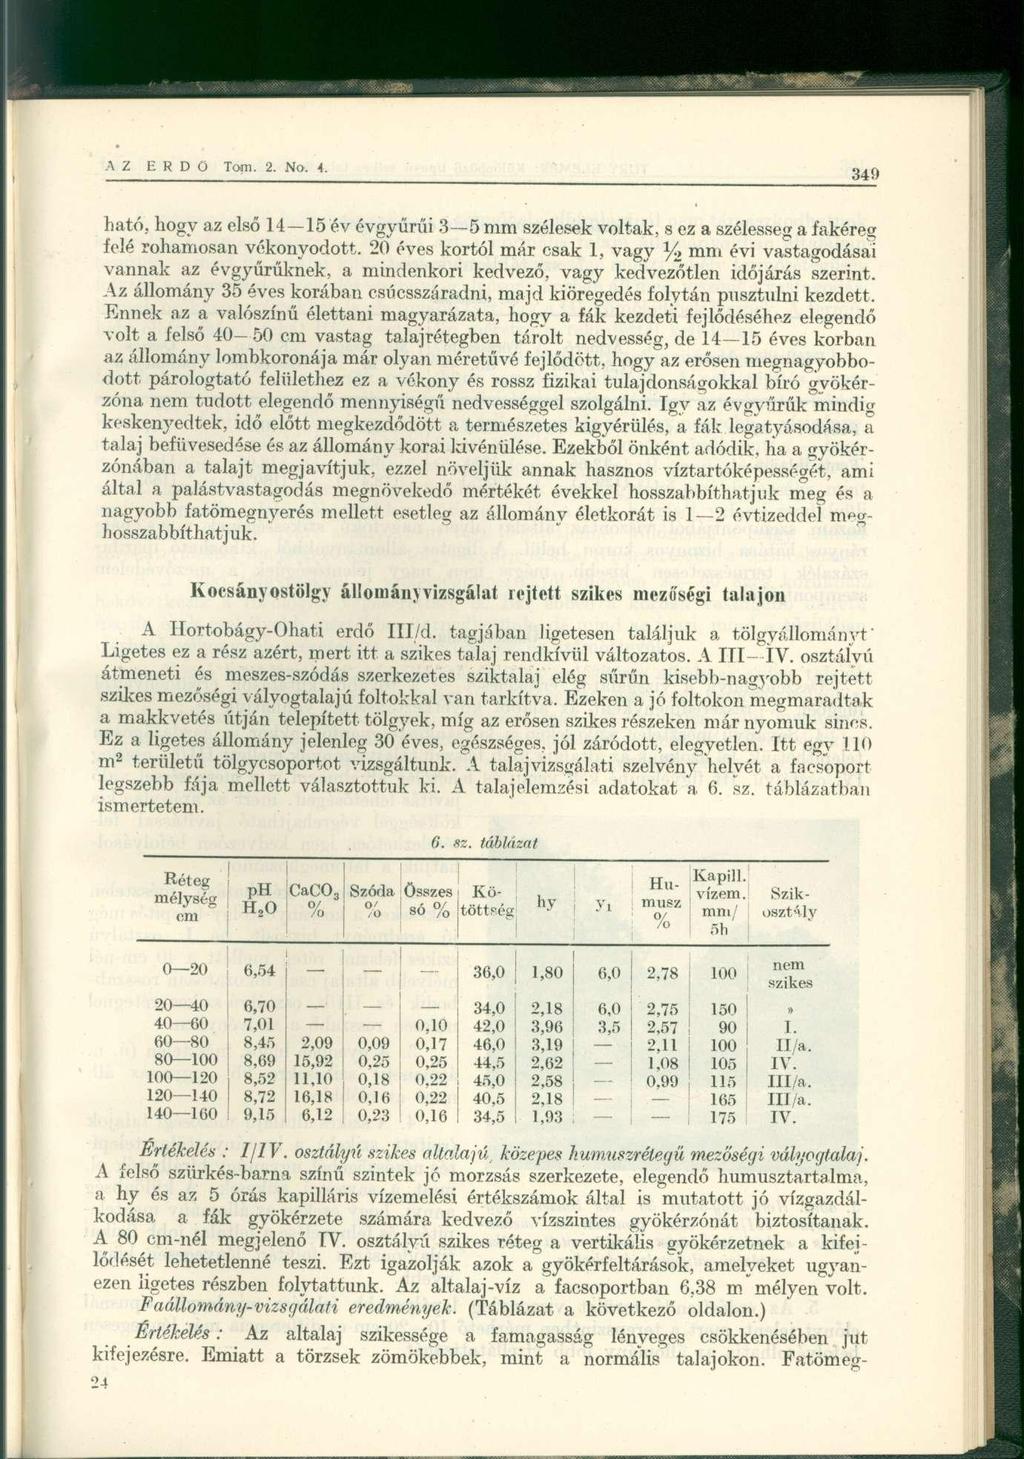 AZ ERDŐ Tom. 2. No. 4.
349
ható, hogy az első 14—15 év évgyűrűi 3—5 mm szélesek voltak, s ez a szélesseg a fakéreg
felé rohamosan vékonyodott. 20 éves kortól már csak 1, vagy ½ mm évi vastagodásai
vannak az évgyűrűknek, a mindenkori kedvező, vagy kedvezőtlen időjárás szerint.
Az állomány 35 éves korában csúcsszáradni, majd kiöregedés folytán pusztulni kezdett.
Ennek az a valószínű élettani magyarázata, hogy a fák kezdeti fejlődéséhez elegendő
volt a felső 40—50 cm vastag talajrétegben tárolt nedvesség, de 14—15 éves korban
az állomány lombkoronája már olyan méretűvé fejlődött, hogy az erősen megnagyobbo-
dott párologtató felülethez ez a vékony és rossz fizikai tulajdonságokkal bíró gyökér-
zóna nem tudott elegendő mennyiségű nedvességgel szolgálni. Igy az évgyűrűk mindig
keskenyedtek, idő előtt megkezdődött a természetes kigyérülés, a fák legatyásodása, a
talaj befüvesedése és az állomány korai kivénülése. Ezekből önként adódik, ha a gyökér-
zónában a talajt megjavítjuk, ezzel növeljük annak hasznos víztartóképességét, ami
által a palástvastagodás megnövekedő mértékét évekkel hosszabbíthatjuk meg és a
nagyobb fatömegnyerés mellett esetleg az állomány életkorát is 1—2 évtizeddel meg-
hosszabbíthatjuk.
Kocsányostölgy állományvizsgálat rejtett szikes mezőségi talajon
A Hortobágy-Ohati erdő III/d. tagjában ligetesen találjuk a tölgyállományt
Ligetes ez a rész azért, mert itt a szikes talaj rendkívül változatos. A III—IV. osztályú
átmeneti és meszes-szódás szerkezetes sziktalaj elég sűrűn kisebb-nagyobb rejtett
szikes mezőségi vályogtalajú foltokkal van tarkítva. Ezeken a jó foltokon megmaradtak
a makkvetés útján telepített tölgyek, míg az erősen szikes részeken már nyomuk sincs.
Ez a ligetes állomány jelenleg 30 éves, egészséges, jól záródott, elegyetlen. Itt egy 110
m² területű tölgycsoportot vizsgáltunk. A talajvizsgálati szelvény helyét a facsoport
legszebb fája mellett választottuk ki. A talajelemzési adatokat a 6. sz. táblázatban
ismertetem.
6. sz. táblázat
Réteg mélység cm | pH H₂O | CaCO₃ % | Szóda % | Összes só % | Kö-töttség | hy | y₁ | Hu-musz % | Kapill. vízem. mm/ 5h | Szik-osztály
0—20 | 6,54 | — | — | — | 36,0 | 1,80 | 6,0 | 2,78 | 100 | nem szikes
20—40 | 6,70 | — | — | — | 34,0 | 2,18 | 6,0 | 2,75 | 150 | »
40—60 | 7,01 | — | — | 0,10 | 42,0 | 3,96 | 3,5 | 2,57 | 90 | I.
60—80 | 8,45 | 2,09 | 0,09 | 0,17 | 46,0 | 3,19 | — | 2,11 | 100 | II/a.
80—100 | 8,69 | 15,92 | 0,25 | 0,25 | 44,5 | 2,62 | — | 1,08 | 105 | IV.
100—120 | 8,52 | 11,10 | 0,18 | 0,22 | 45,0 | 2,58 | — | 0,99 | 115 | III/a.
120—140 | 8,72 | 16,18 | 0,16 | 0,22 | 40,5 | 2,18 | — | — | 165 | III/a.
140—160 | 9,15 | 6,12 | 0,23 | 0,16 | 34,5 | 1,93 | — | — | 175 | IV.
Értékelés: I/IV. osztályú szikes altalajú, közepes humuszrétegű mezőségi vályogtalaj.
A felső szürkés-barna színű szintek jó morzsás szerkezete, elegendő humusztartalma,
a hy és az 5 órás kapilláris vízemelési értékszámok által is mutatott jó vízgazdál-
kodása a fák gyökérzete számára kedvező vízszintes gyökérzónát biztosítanak.
A 80 cm-nél megjelenő IV. osztályú szikes réteg a vertikális gyökérzetnek a kifej-
lődését lehetetlenné teszi. Ezt igazolják azok a gyökérfeltárások, amelyeket ugyan-
ezen ligetes részben folytattunk. Az altalaj-víz a facsoportban 6,38 m mélyen volt.
Faállomány-vizsgálati eredmények. (Táblázat a következő oldalon.)
Értékelés: Az altalaj szikessége a famagasság lényeges csökkenésében jut
kifejezésre. Emiatt a törzsek zömökebbek, mint a normális talajokon. Fatömeg-
24